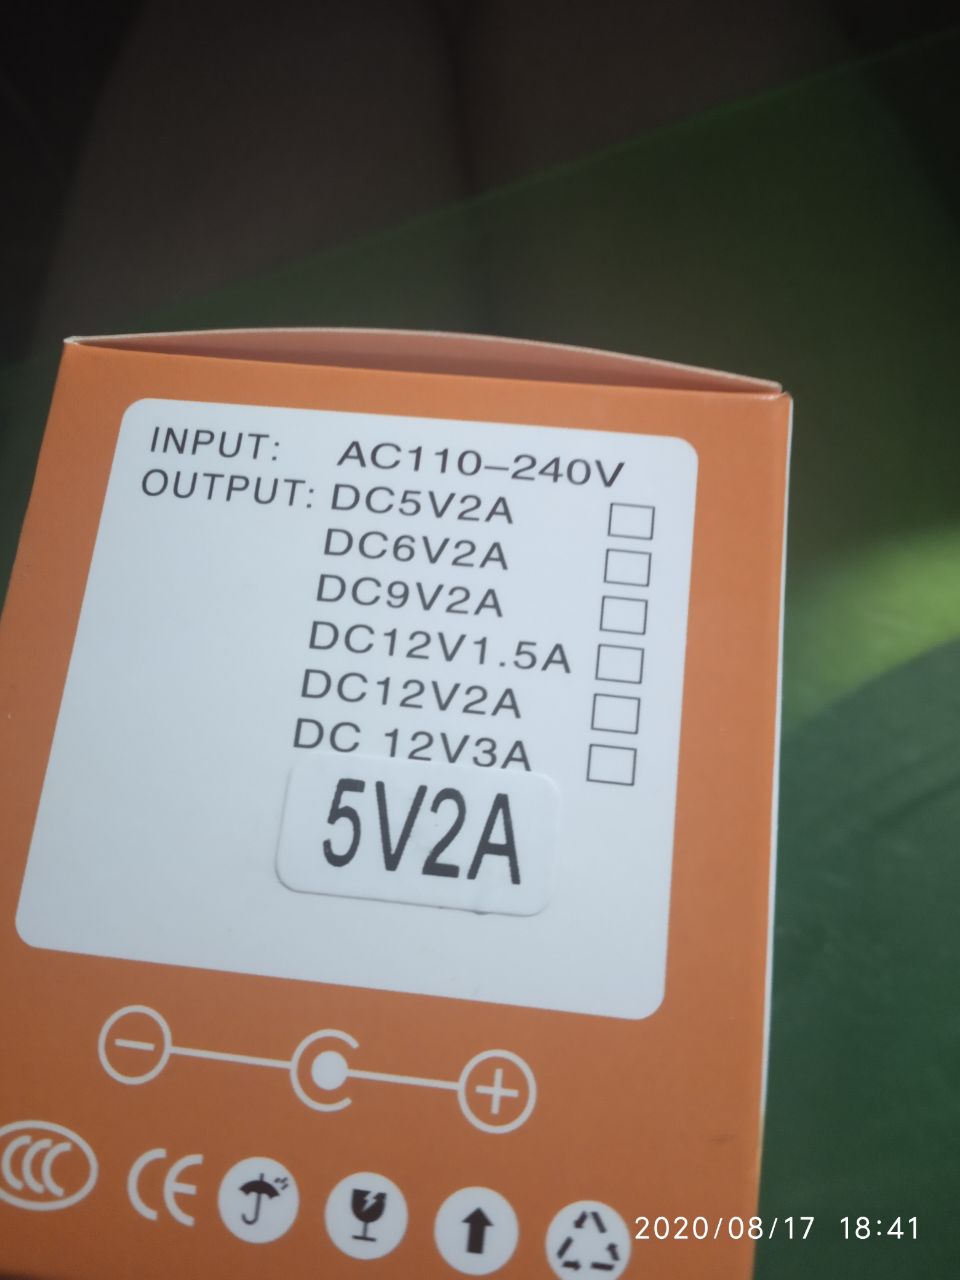 INPUT: AC110-240V
OUTPUT: DC5V2A
DC6V2A
DC9V2A
DC12V1.5A
DC12V2A
DC 12V3A
5V2A
CCC
CE
2020/08/17 18:41